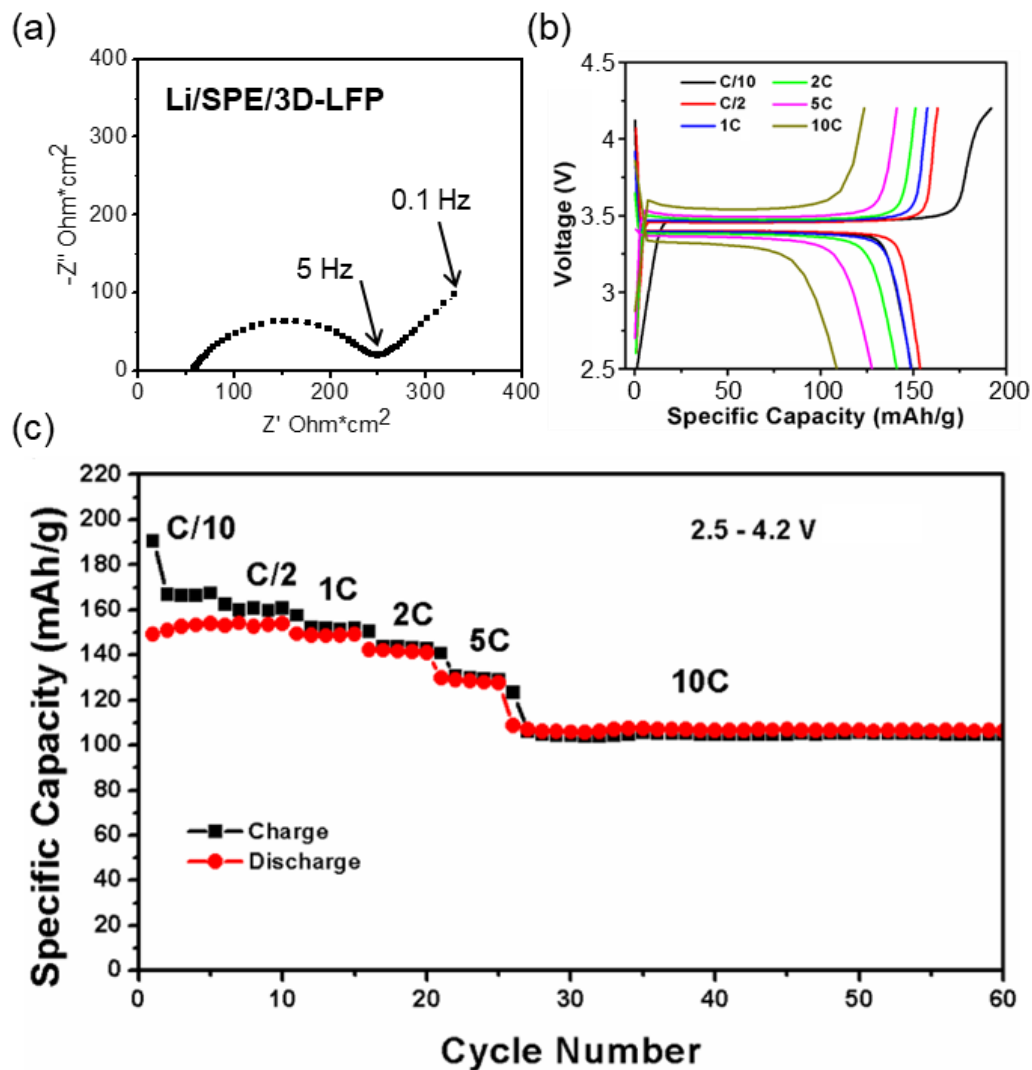 (a)
400
300
200
100
0
-Z" Ohm*cm2
Li/SPE/3D-LFP
5 Hz
0.1 Hz
0 100 200 300 400
Z' Ohm*cm2
(b)
4.5
4
3.5
3
2.5
Voltage (V)
C/10 2C
C/2 5C
1C 10C
0 50 100 150 200
Specific Capacity (mAh/g)
(c)
220
200
180
160
140
120
100
80
60
40
20
0
Specific Capacity (mAh/g)
2.5 - 4.2 V
C/10
C/2
1C
2C
5C
10C
Charge
Discharge
0 10 20 30 40 50 60
Cycle Number